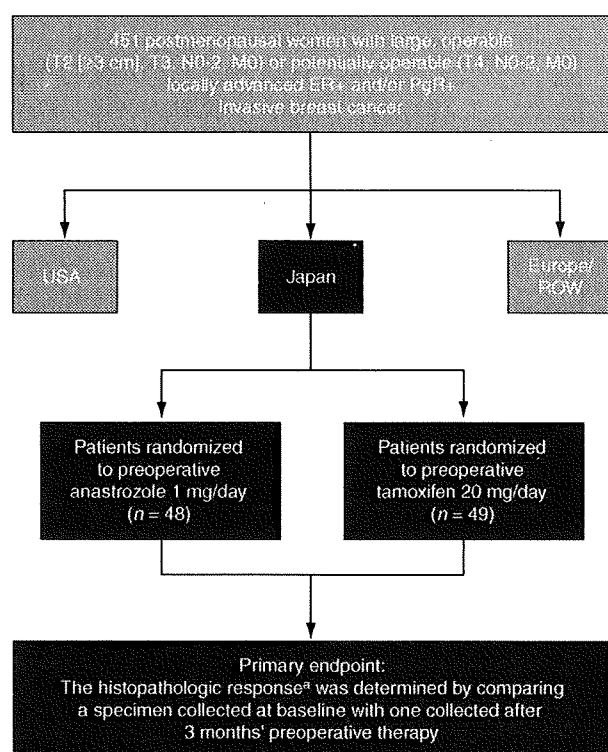 451 postmenopausal women with large, operable
(T2 [>3 cm], T3, N0-2, M0) or potentially operable (T4, N0-2, M0)
locally advanced ER+ and/or PgR+
invasive breast cancer
USA
Japan
Europe/
ROW
Patients randomized
to preoperative
anastrozole 1 mg/day
(n = 48)
Patients randomized
to preoperative
tamoxifen 20 mg/day
(n = 49)
Primary endpoint:
The histopathologic responseᵃ was determined by comparing
a specimen collected at baseline with one collected after
3 months' preoperative therapy